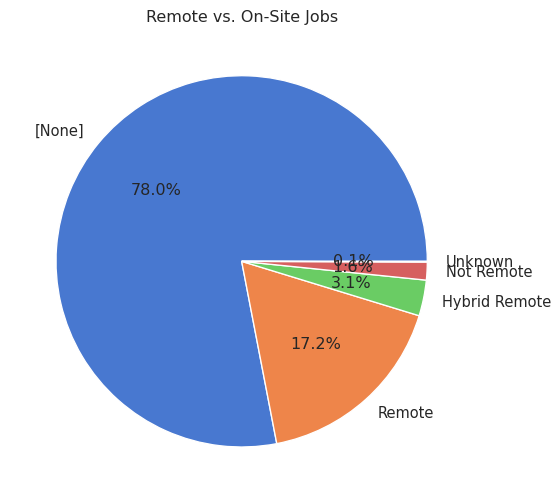 Remote vs. On-Site Jobs
[None]
78.0%
0.1%
Unknown
1.6%
Not Remote
3.1%
Hybrid Remote
17.2%
Remote